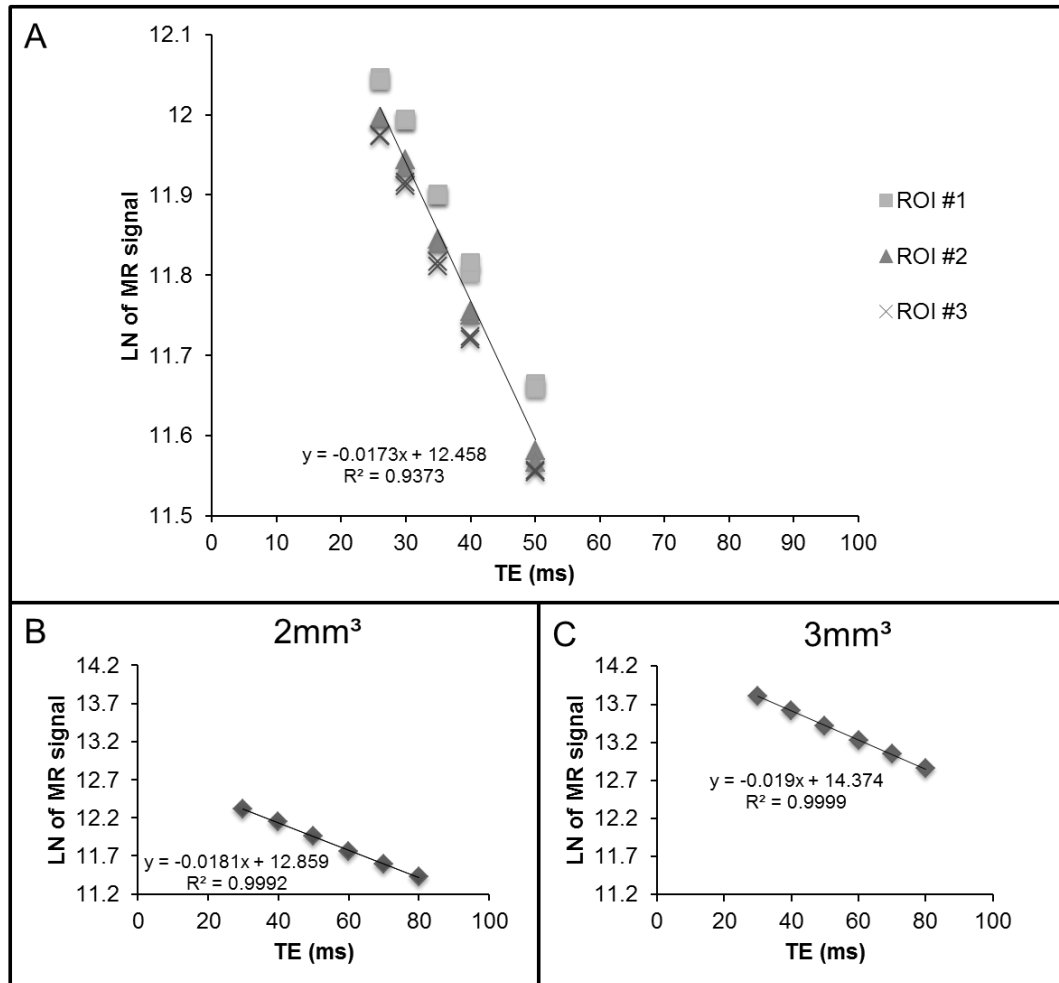 A
12.1
12
11.9
11.8
11.7
11.6
11.5
LN of MR signal
ROI #1
ROI #2
ROI #3
y = -0.0173x + 12.458
R² = 0.9373
0 10 20 30 40 50 60 70 80 90 100
TE (ms)
B
2mm³
14.2
13.7
13.2
12.7
12.2
11.7
11.2
LN of MR signal
y = -0.0181x + 12.859
R² = 0.9992
0 20 40 60 80 100
TE (ms)
C
3mm³
14.2
13.7
13.2
12.7
12.2
11.7
11.2
LN of MR signal
y = -0.019x + 14.374
R² = 0.9999
0 20 40 60 80 100
TE (ms)